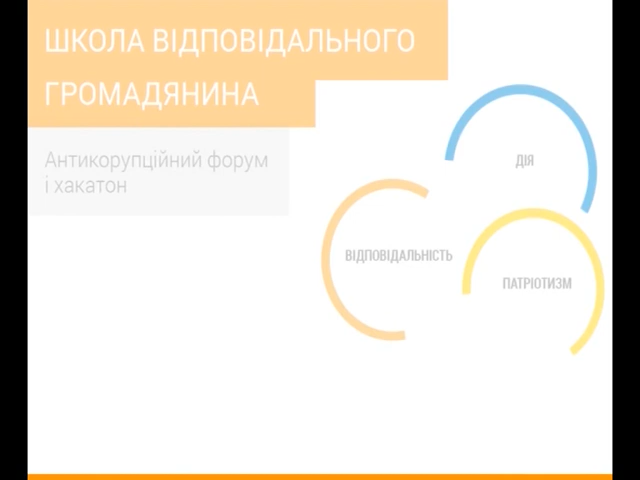 ШКОЛА ВІДПОВІДАЛЬНОГО
ГРОМАДЯНИНА
Антикорупційний форум
і хакатон
ДІЯ
ВІДПОВІДАЛЬНІСТЬ
ПАТРІОТИЗМ